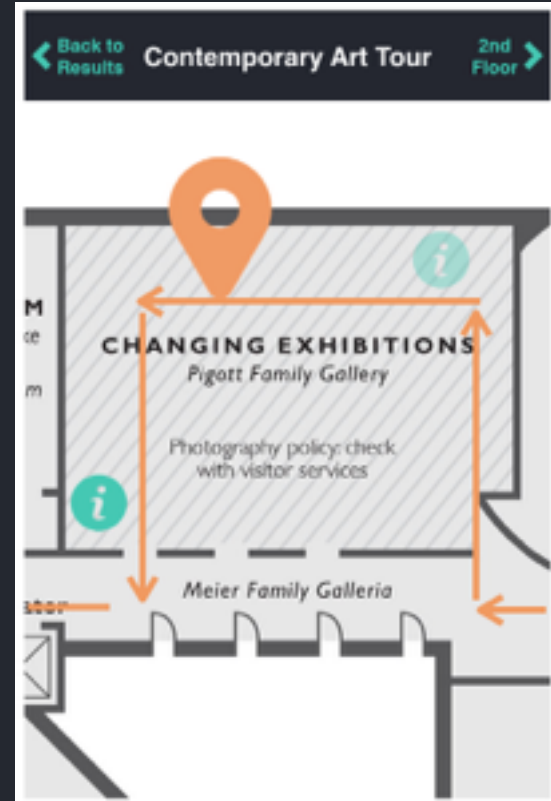 Back to
Results
Contemporary Art Tour
2nd
Floor
i
M
CHANGING EXHIBITIONS
Pigott Family Gallery
m
Photography policy: check
with visitor services
i
Meier Family Galleria